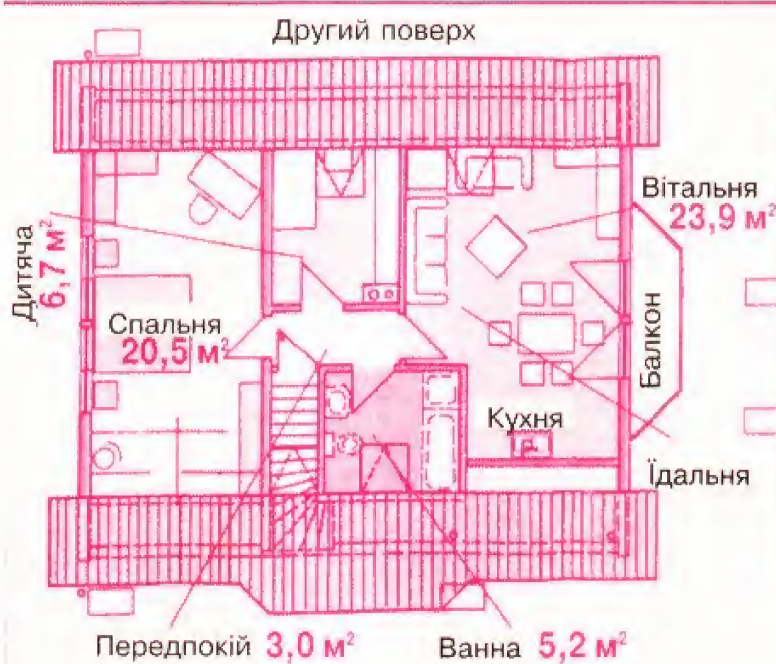 Другий поверх
Вітальня
23,9 м²
Дитяча
6,7 м²
Спальня
20,5 м²
Балкон
Кухня
Їдальня
Передпокій 3,0 м²
Ванна 5,2 м²